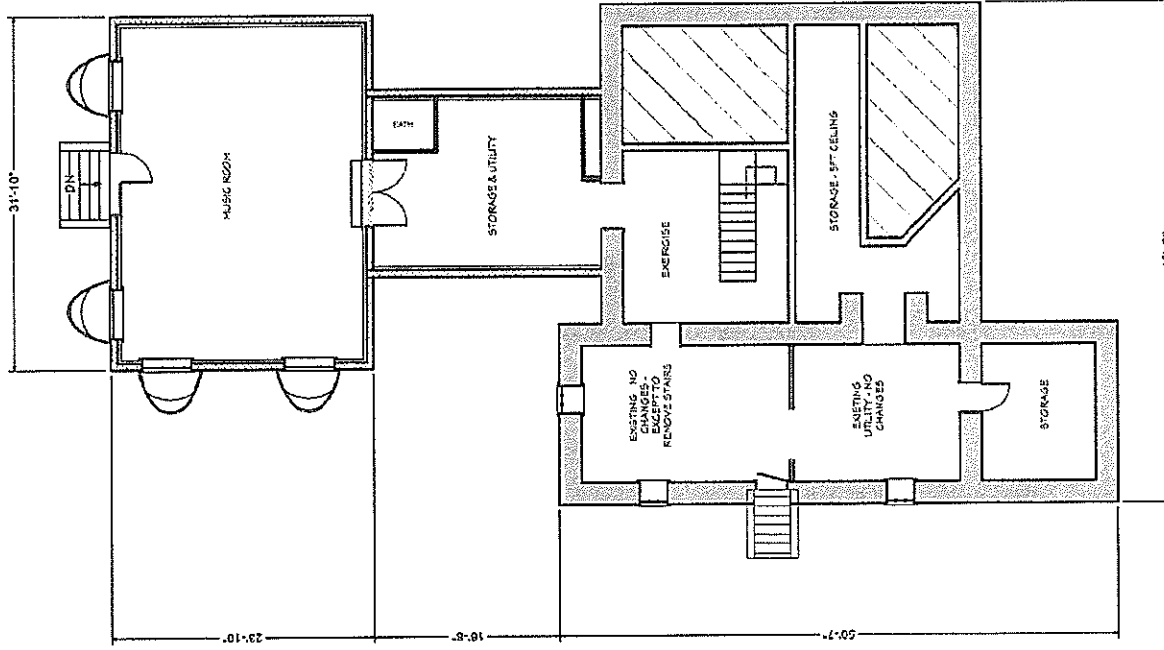 31'-10"
DN
MUSIC ROOM
BATH
STORAGE & UTILITY
EXERCISE
STORAGE - 5FT CEILING
EXISTING - NO
CHANGES -
EXCEPT TO
REMOVE STAIRS
EXISTING
UTILITY - NO
CHANGES
STORAGE
23'-10"
16'-8"
50'-7"